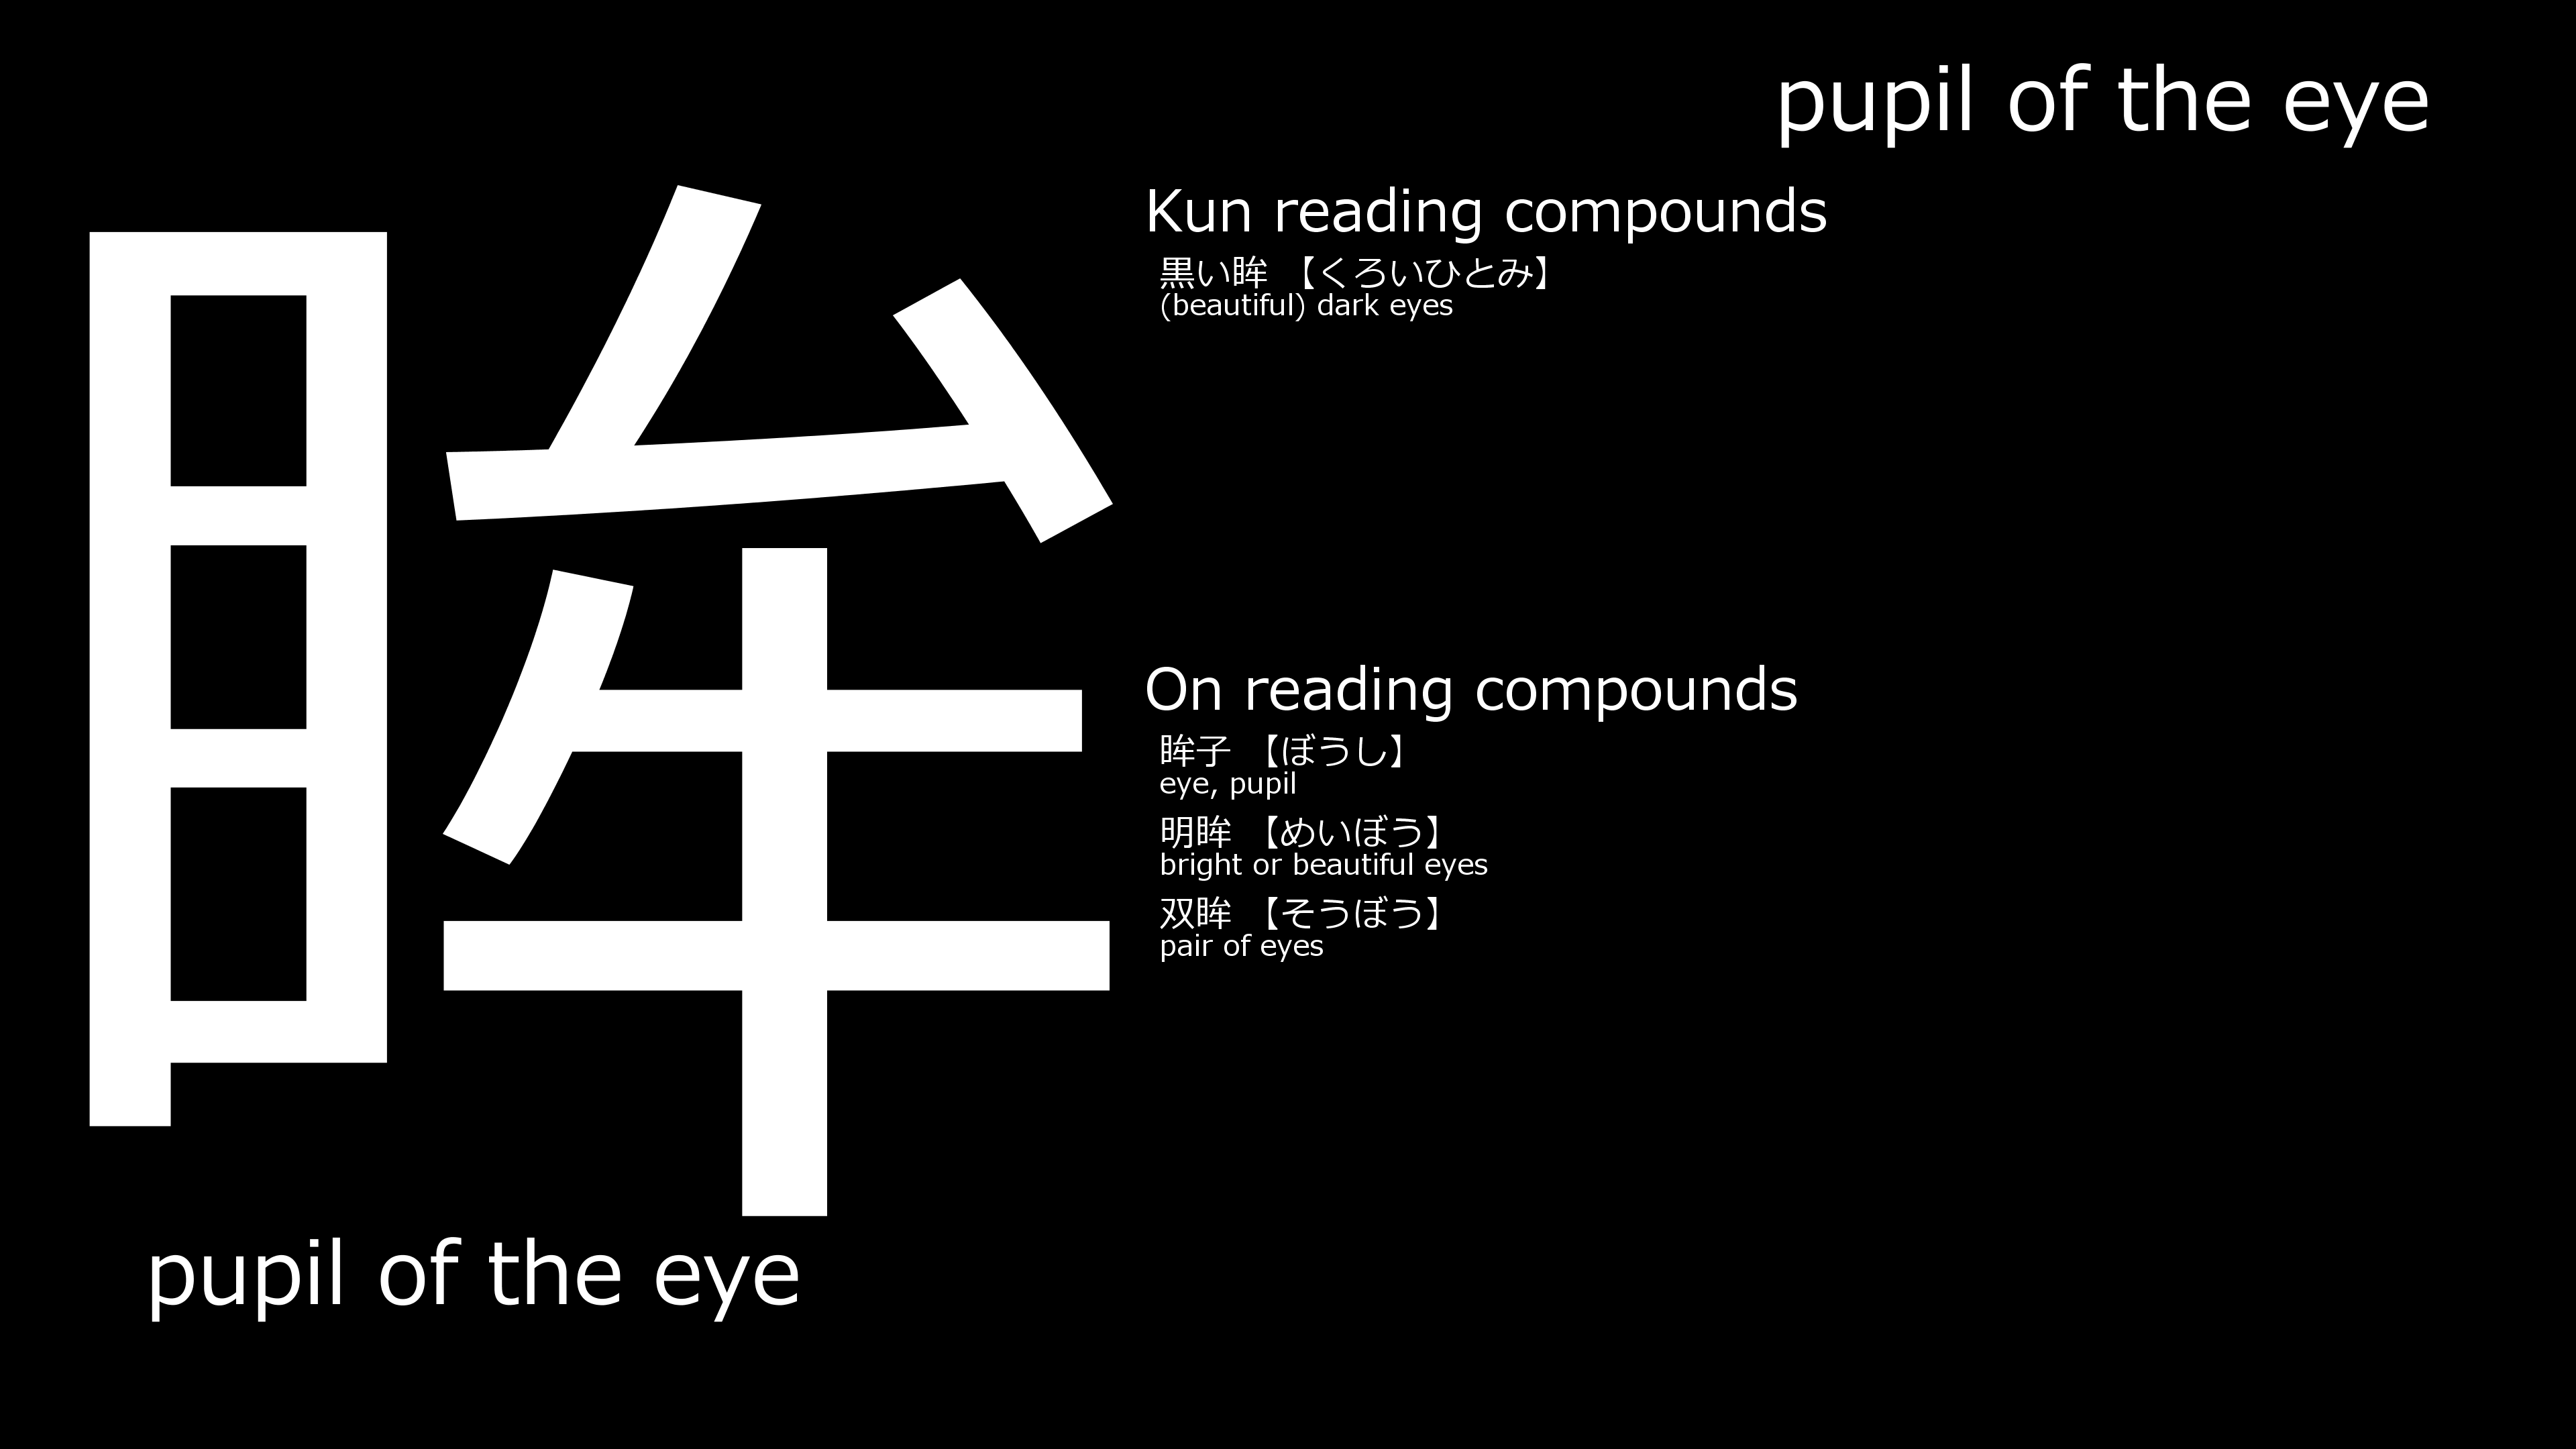 pupil of the eye
眸
Kun reading compounds
黒い眸 【くろいひとみ】
(beautiful) dark eyes
On reading compounds
眸子 【ぼうし】
eye, pupil
明眸 【めいぼう】
bright or beautiful eyes
双眸 【そうぼう】
pair of eyes
pupil of the eye